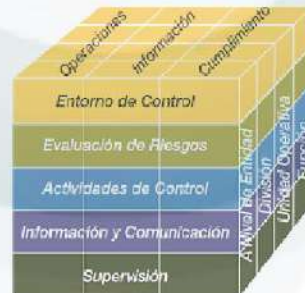 Operaciones
Información
Cumplimiento
Entorno de Control
Evaluación de Riesgos
Actividades de Control
Información y Comunicación
Supervisión
A Nivel de Entidad
División
Unidad Operativa
Función